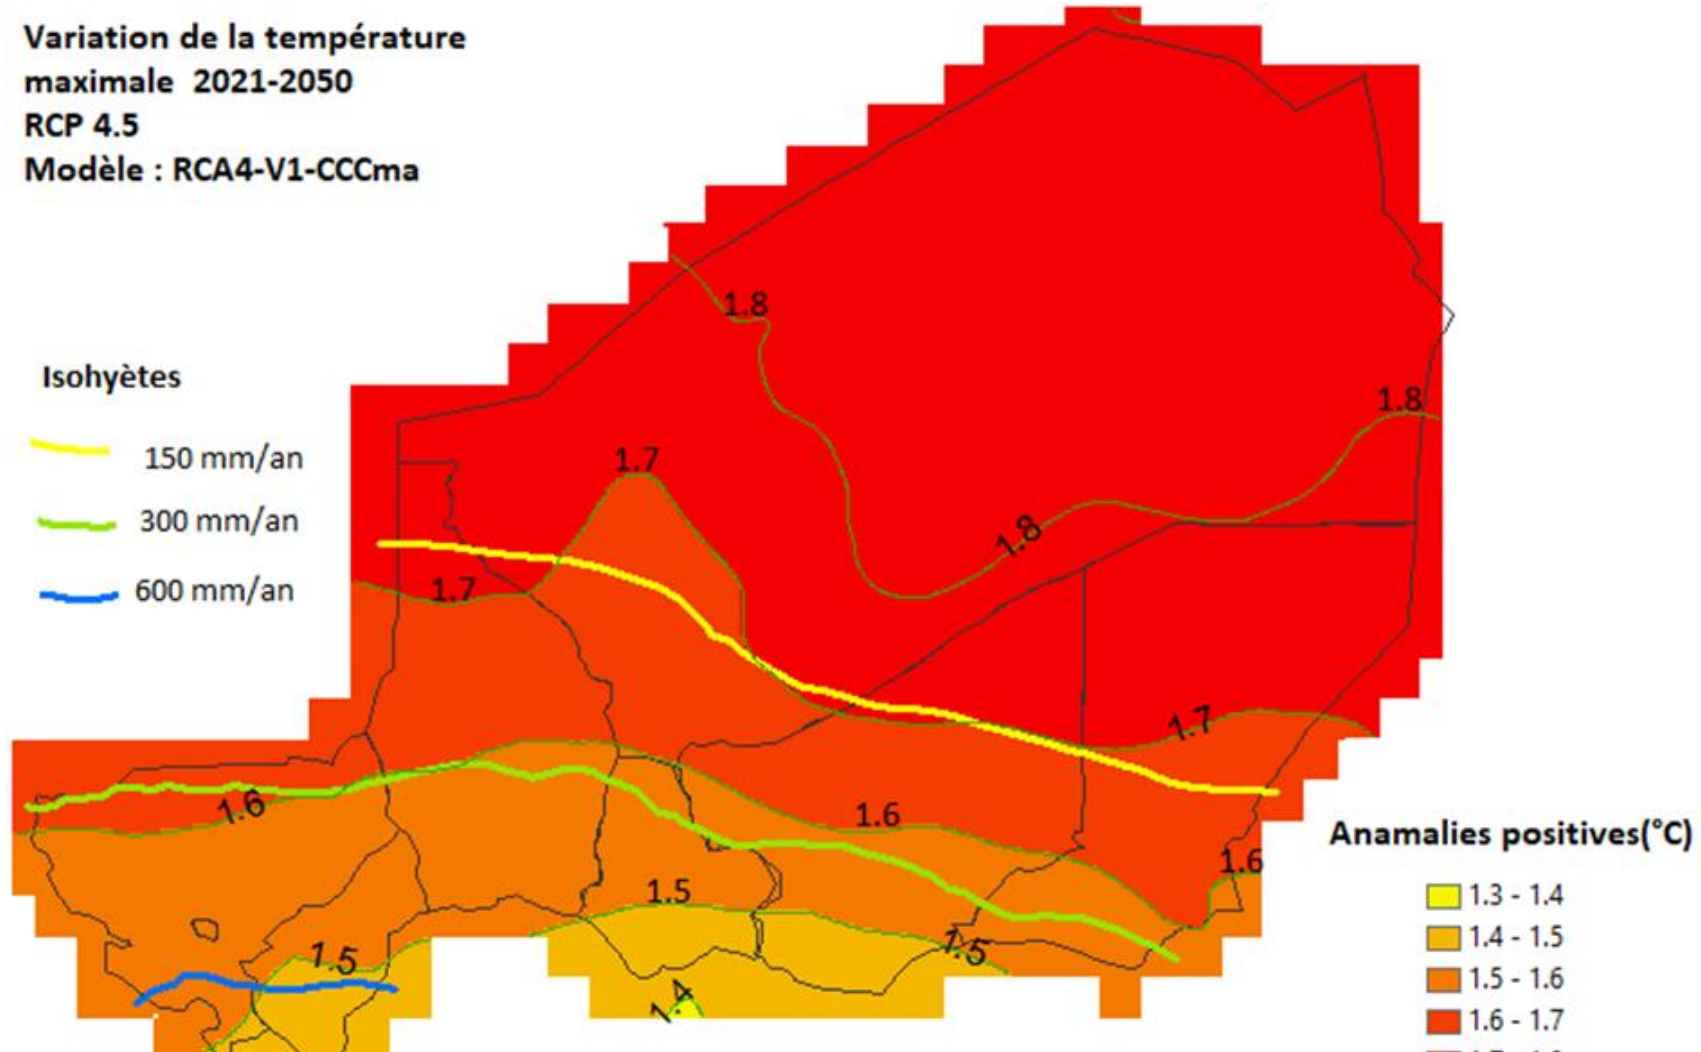 Variation de la température
maximale 2021-2050
RCP 4.5
Modèle : RCA4-V1-CCCma
1.8
1.8
Isohyètes
150 mm/an
1.7
300 mm/an
1.8
600 mm/an
1.7
1.7
1.6
1.6
Anamalies positives(°C)
1.6
1.5
1.3 - 1.4
1.5
1.5
1.4 - 1.5
1.5 - 1.6
1.4
1.6 - 1.7